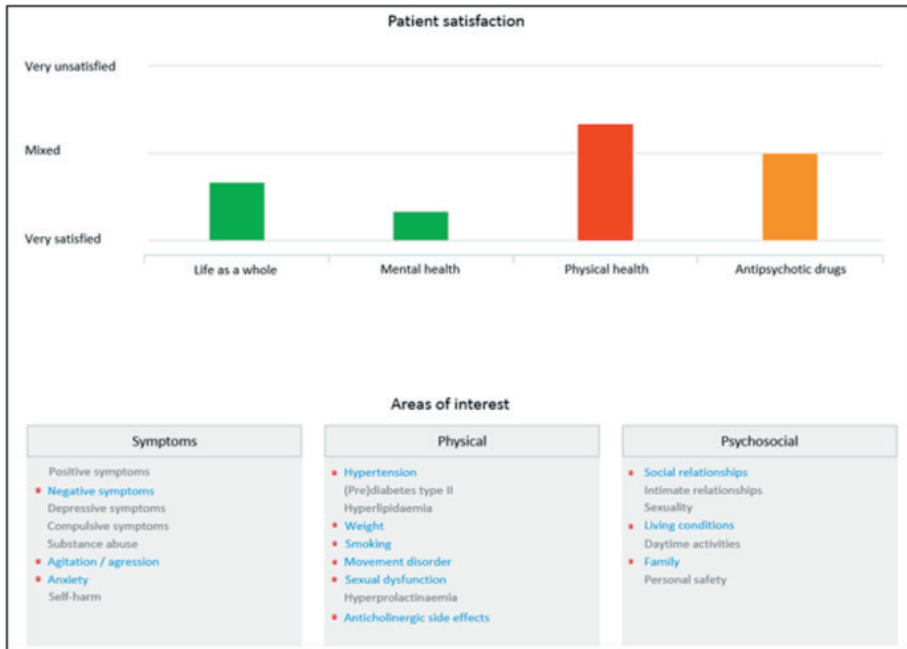 Patient satisfaction
Very unsatisfied
Mixed
Very satisfied
Life as a whole
Mental health
Physical health
Antipsychotic drugs
Areas of interest
Symptoms
Positive symptoms
Negative symptoms
Depressive symptoms
Compulsive symptoms
Substance abuse
Agitation / agression
Anxiety
Self-harm
Physical
Hypertension
(Pre)diabetes type II
Hyperlipidaemia
Weight
Smoking
Movement disorder
Sexual dysfunction
Hyperprolactinaemia
Anticholinergic side effects
Psychosocial
Social relationships
Intimate relationships
Sexuality
Living conditions
Daytime activities
Family
Personal safety